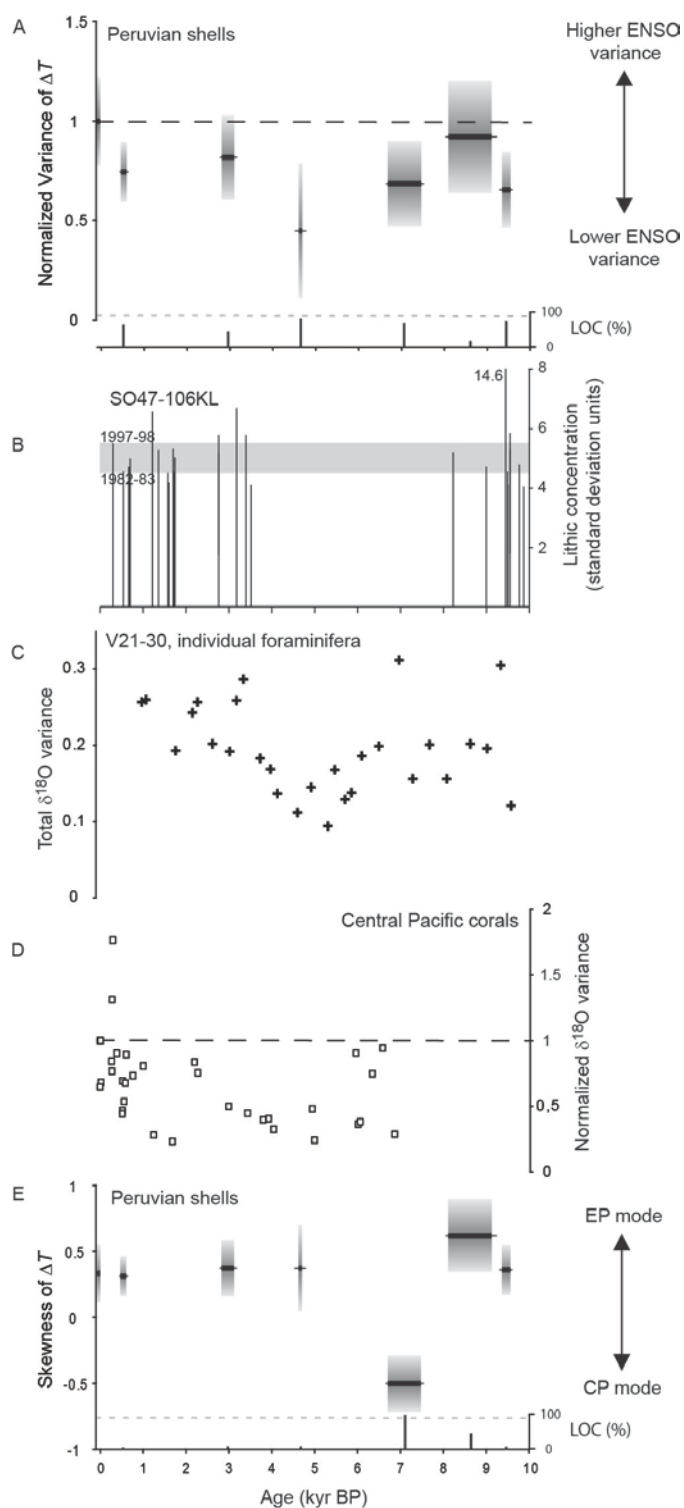 A
Peruvian shells
Normalized Variance of ΔT
1.5
1
0.5
0
Higher ENSO
variance
Lower ENSO
variance
100
0
LOC (%)
B
SO47-106KL
1997-98
1982-83
14.6
8
6
4
2
Lithic concentration
(standard deviation units)
C
V21-30, individual foraminifera
Total δ18O variance
0.3
0.2
0.1
0
D
Central Pacific corals
2
1.5
1
0,5
0
Normalized δ18O variance
E
Peruvian shells
Skewness of ΔT
1
0.5
0
-0.5
-1
EP mode
CP mode
100
0
LOC (%)
0 1 2 3 4 5 6 7 8 9 10
Age (kyr BP)